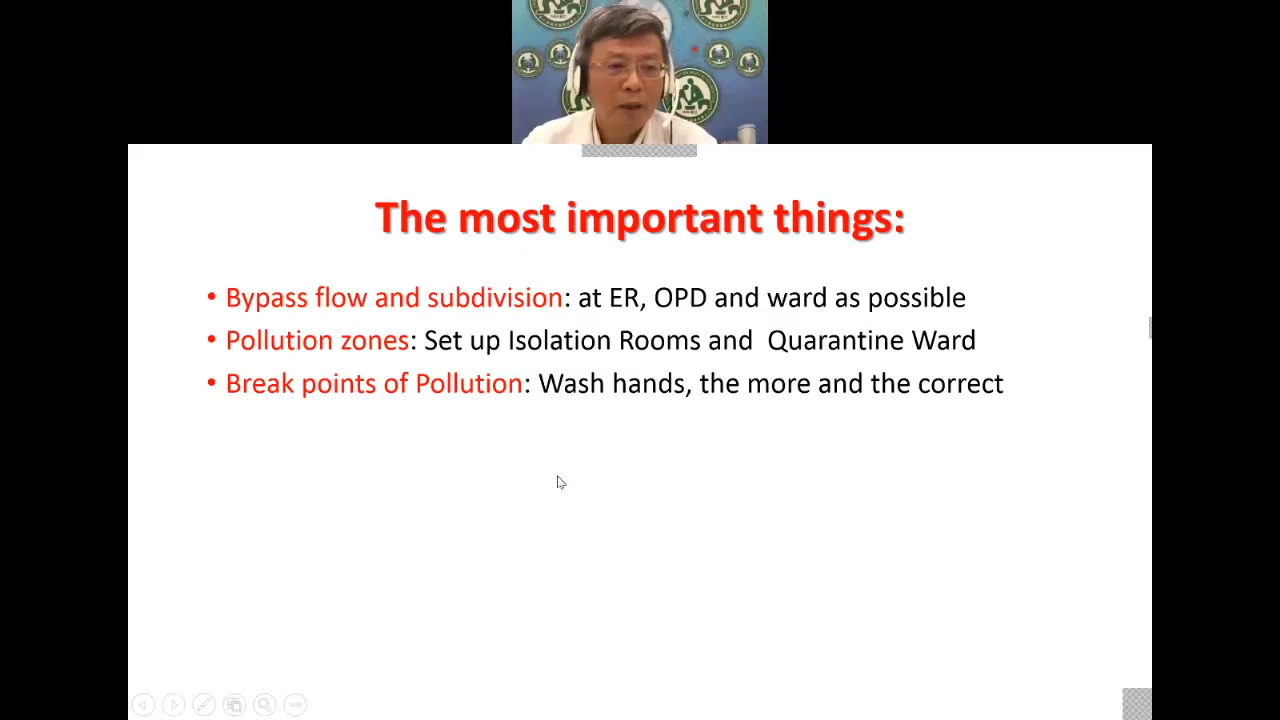 The most important things:
• Bypass flow and subdivision: at ER, OPD and ward as possible
• Pollution zones: Set up Isolation Rooms and  Quarantine Ward
• Break points of Pollution: Wash hands, the more and the correct